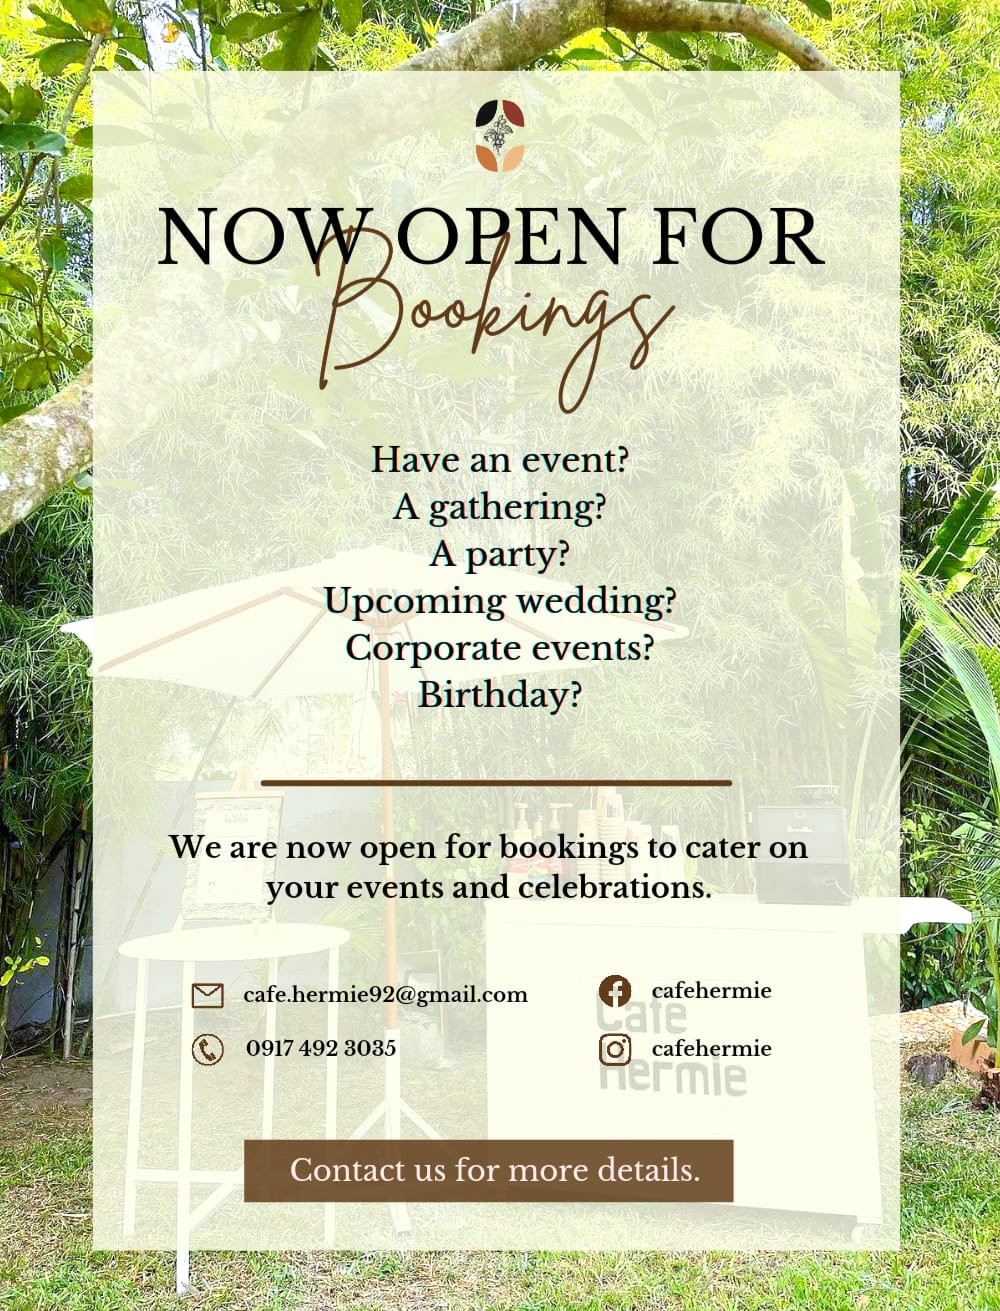 NOW OPEN FOR
Bookings
Have an event?
A gathering?
A party?
Upcoming wedding?
Corporate events?
Birthday?
We are now open for bookings to cater on
your events and celebrations.
cafe.hermie92@gmail.com
cafehermie
0917 492 3035
cafehermie
Cafe
Hermie
Contact us for more details.